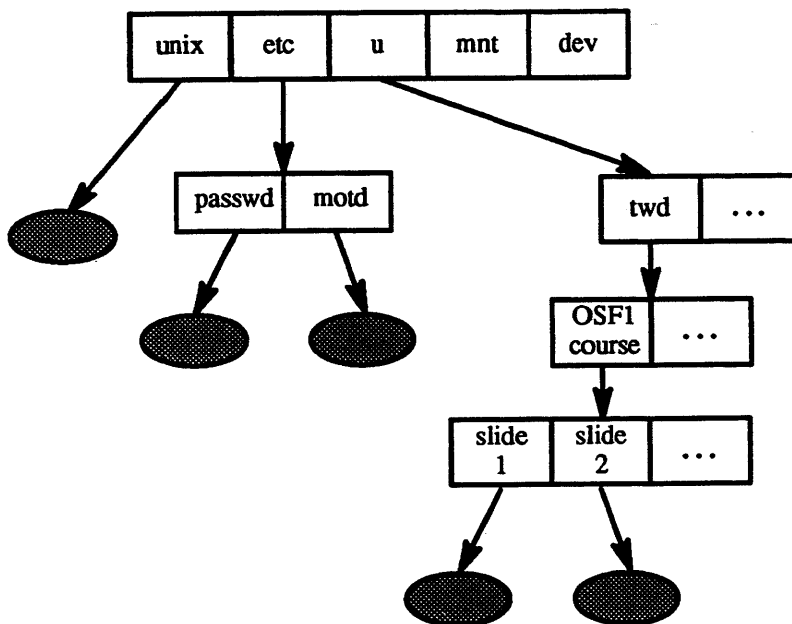 unix etc u mnt dev
passwd motd
twd ...
OSF1
course ...
slide slide
1 2 ...